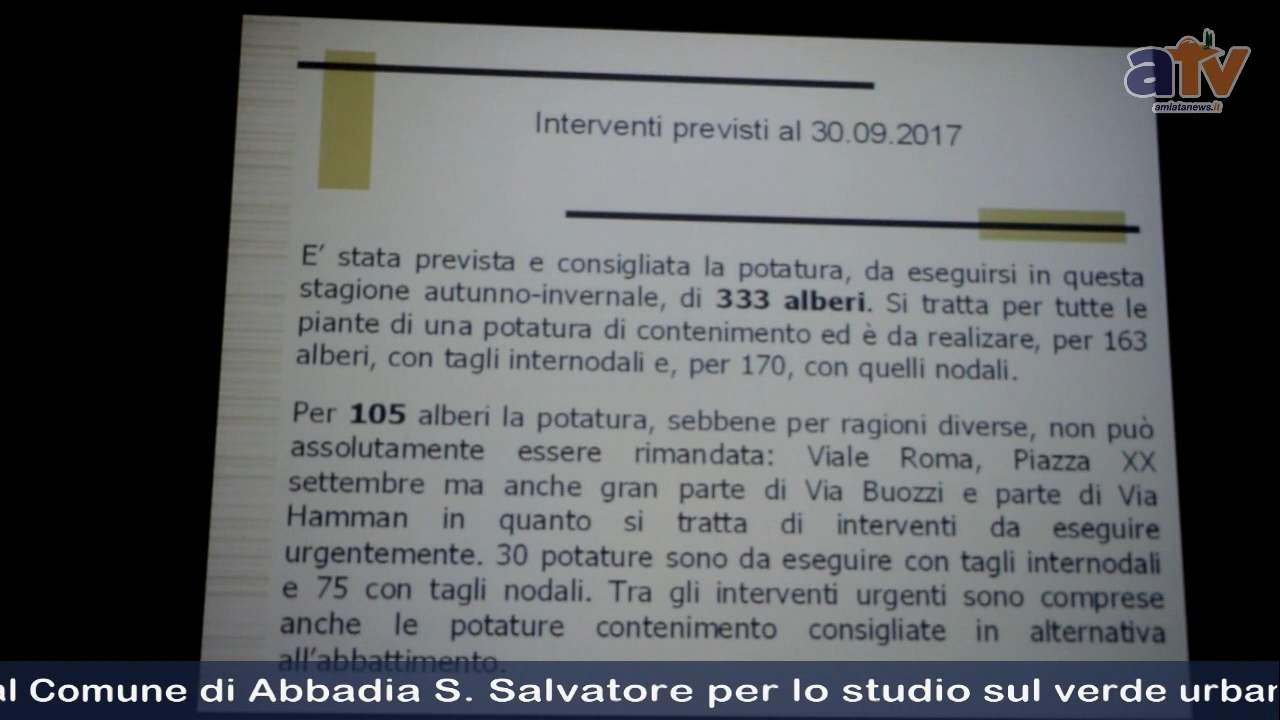 aTv
amiatanews.it
Interventi previsti al 30.09.2017
E' stata prevista e consigliata la potatura, da eseguirsi in questa
stagione autunno-invernale, di 333 alberi. Si tratta per tutte le
piante di una potatura di contenimento ed è da realizzare, per 163
alberi, con tagli internodali e, per 170, con quelli nodali.
Per 105 alberi la potatura, sebbene per ragioni diverse, non può
assolutamente essere rimandata: Viale Roma, Piazza XX
settembre ma anche gran parte di Via Buozzi e parte di Via
Hamman in quanto si tratta di interventi da eseguire
urgentemente. 30 potature sono da eseguire con tagli internodali
e 75 con tagli nodali. Tra gli interventi urgenti sono comprese
anche le potature contenimento consigliate in alternativa
all'abbattimento.
al Comune di Abbadia S. Salvatore per lo studio sul verde urban